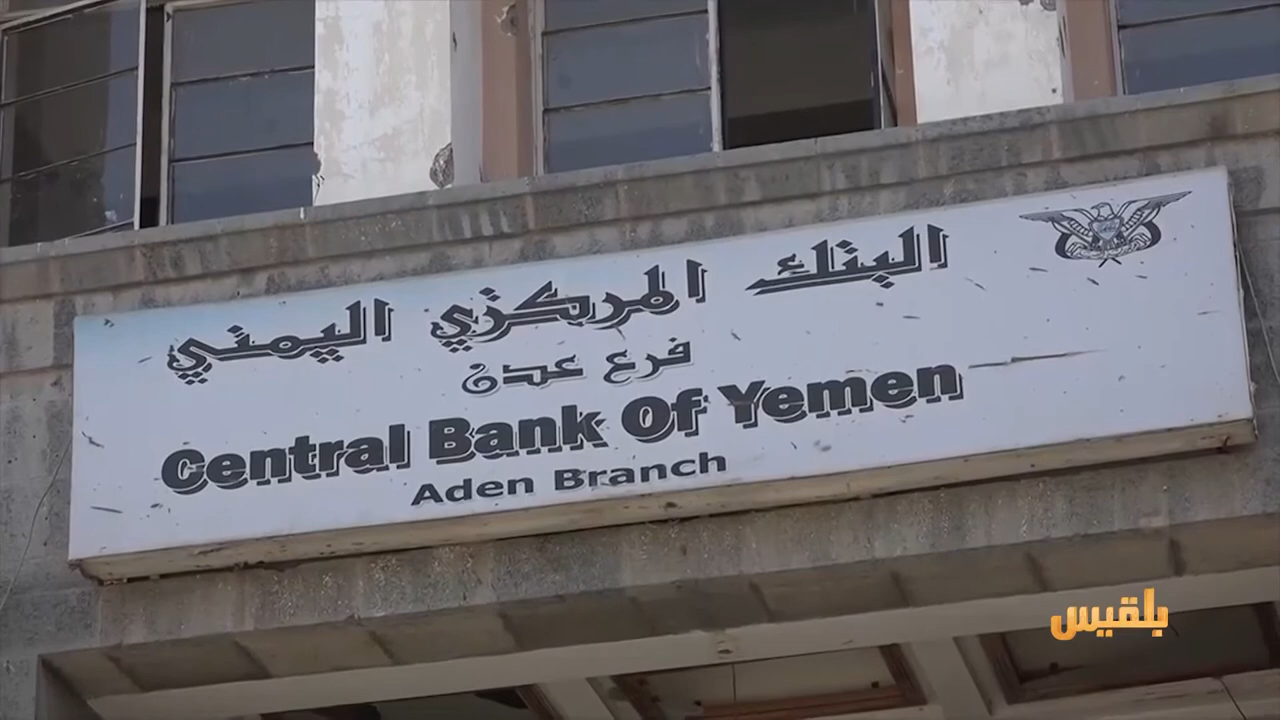 البنك المركزي اليمني
فرع عدن
Central Bank Of Yemen
Aden Branch
بلقيس